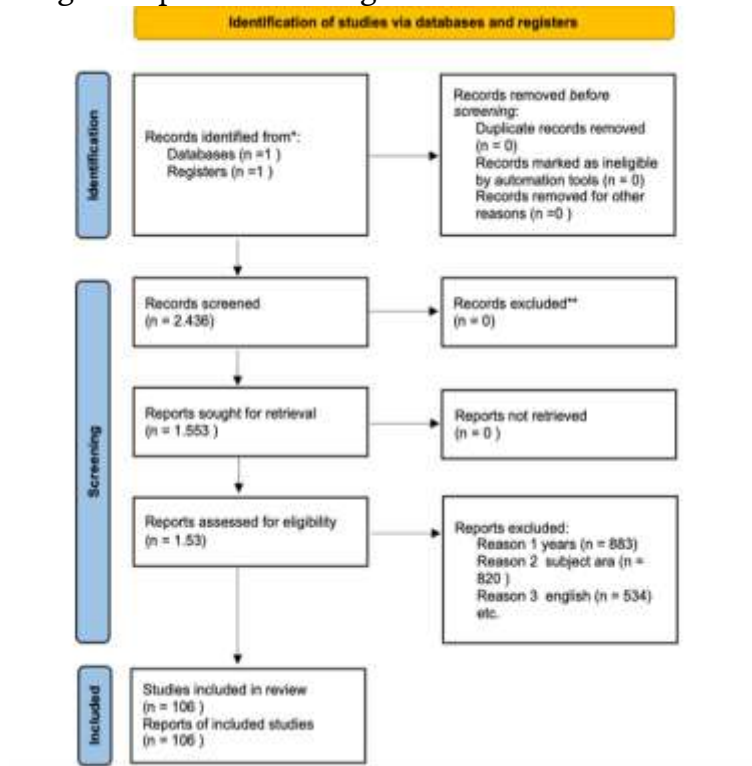 Identification of studies via databases and registers
Identification
Records identified from*:
Databases (n =1 )
Registers (n =1 )
Records removed before
screening:
Duplicate records removed
(n = 0)
Records marked as ineligible
by automation tools (n = 0)
Records removed for other
reasons (n =0 )
Screening
Records screened
(n = 2.436)
Records excluded**
(n = 0)
Reports sought for retrieval
(n = 1.553 )
Reports not retrieved
(n = 0 )
Reports assessed for eligibility
(n = 1.53)
Reports excluded:
Reason 1 years (n = 883)
Reason 2 subject ara (n =
820 )
Reason 3 english (n = 534)
etc.
Included
Studies included in review
(n = 106 )
Reports of included studies
(n = 106 )